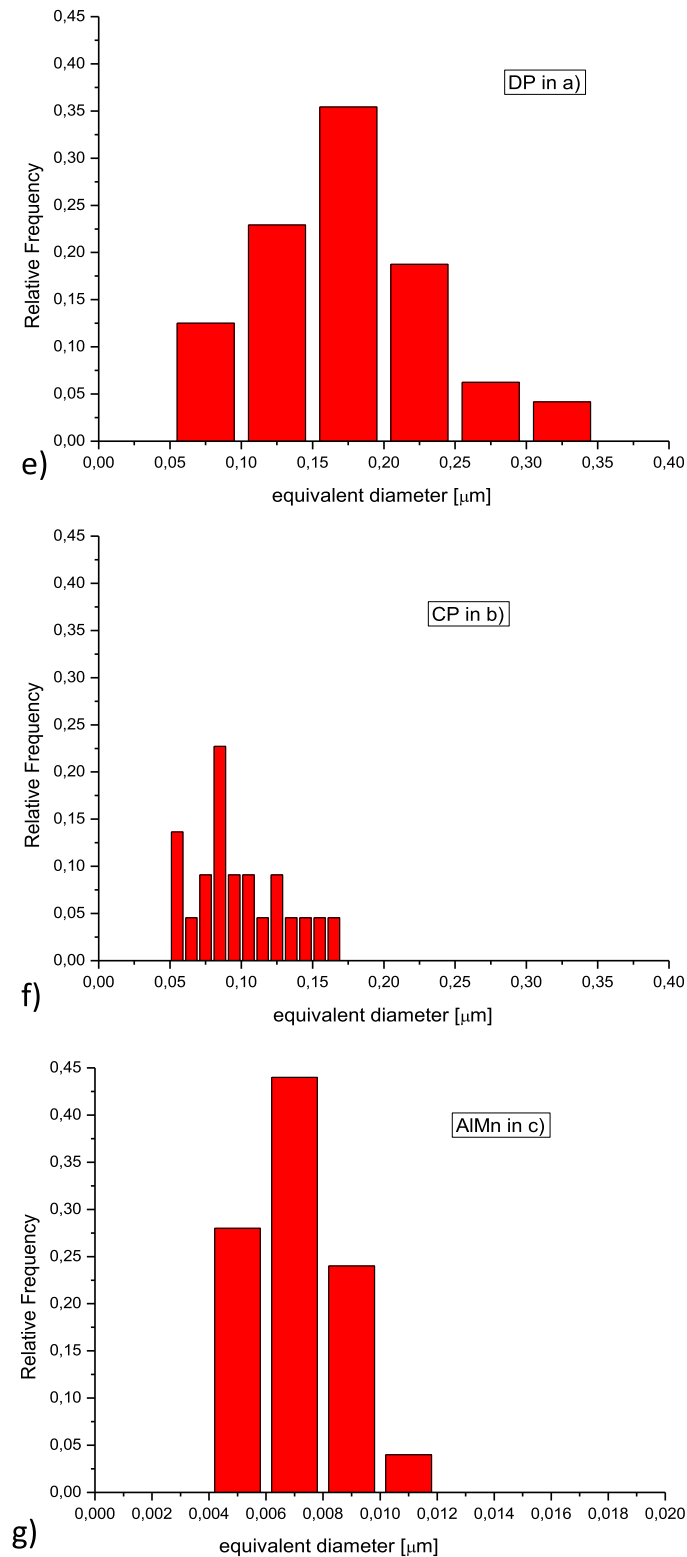 0,45
DP in a)
0,40
0,35
0,30
0,25
0,20
0,15
0,10
0,05
0,00
Relative Frequency
0,00 0,05 0,10 0,15 0,20 0,25 0,30 0,35 0,40
e)
equivalent diameter [μm]
0,45
0,40
CP in b)
0,35
0,30
0,25
0,20
0,15
0,10
0,05
0,00
Relative Frequency
0,00 0,05 0,10 0,15 0,20 0,25 0,30 0,35 0,40
f)
equivalent diameter [μm]
0,45
0,40
AlMn in c)
0,35
0,30
0,25
0,20
0,15
0,10
0,05
0,00
Relative Frequency
0,000 0,002 0,004 0,006 0,008 0,010 0,012 0,014 0,016 0,018 0,020
g)
equivalent diameter [μm]